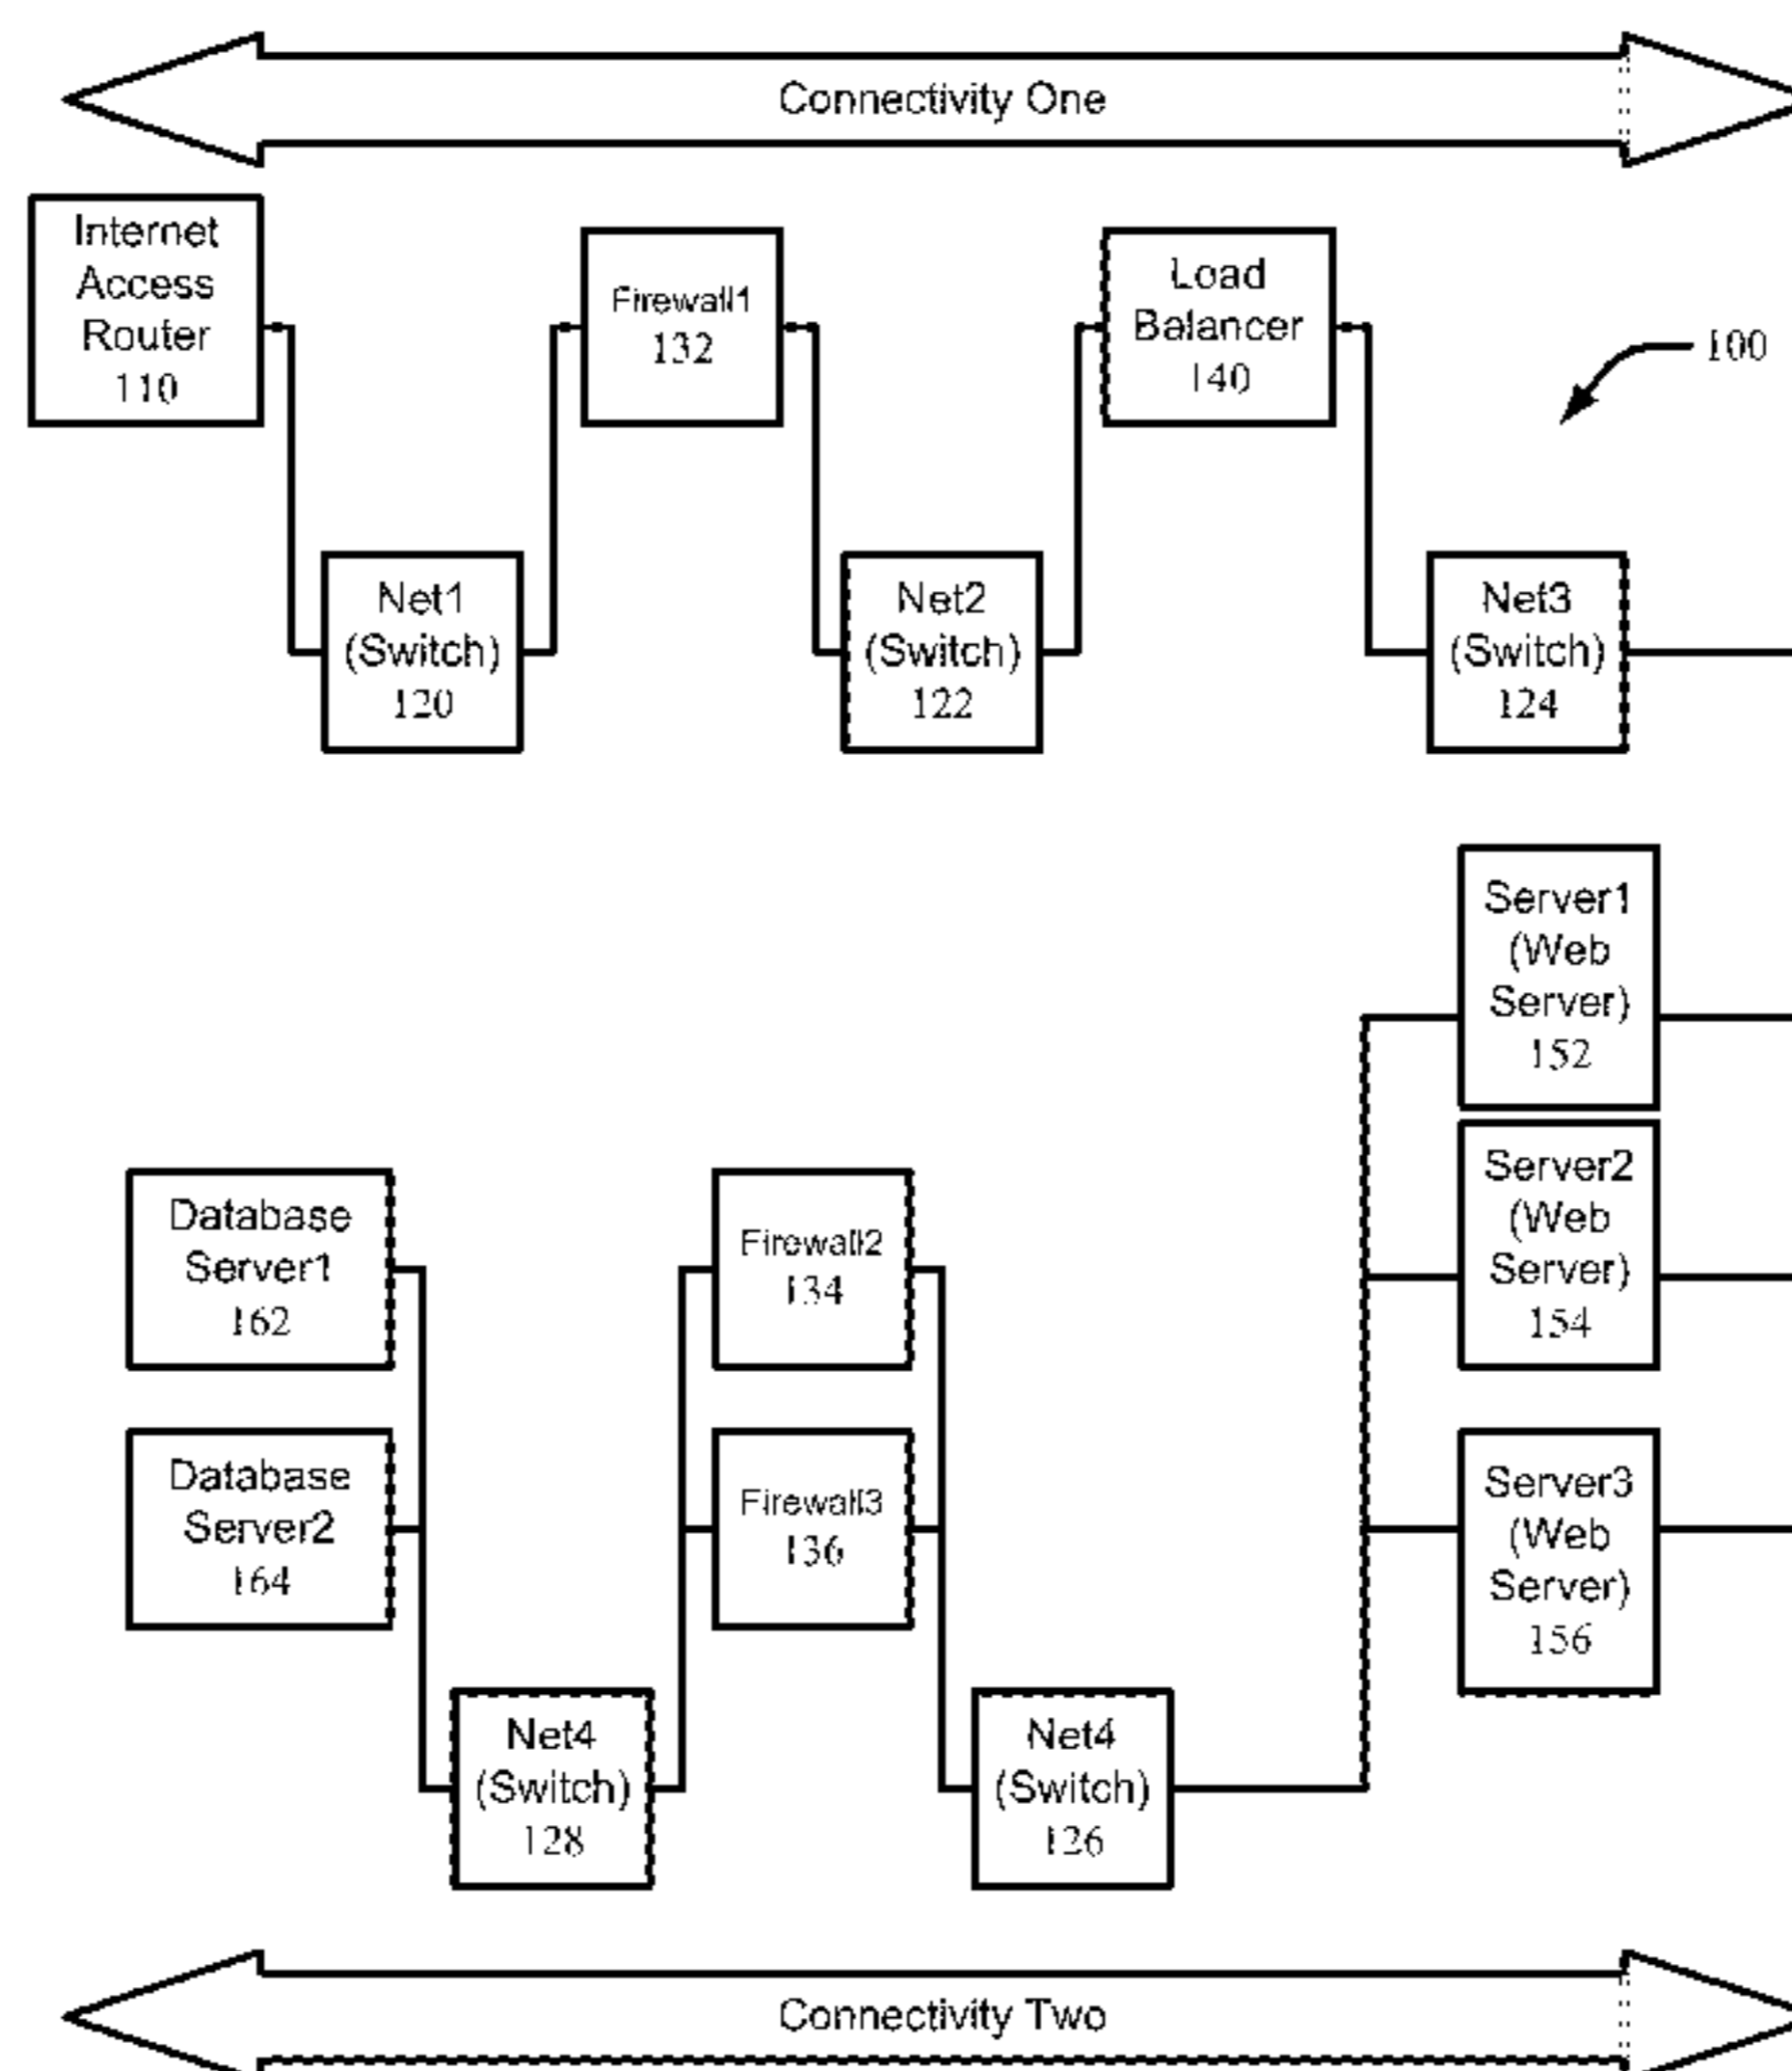 Connectivity One
Internet
Access
Router
110
Firewall1
132
Load
Balancer
140
100
Net1
(Switch)
120
Net2
(Switch)
122
Net3
(Switch)
124
Server1
(Web
Server)
152
Server2
(Web
Server)
154
Server3
(Web
Server)
156
Database
Server1
162
Database
Server2
164
Firewall2
134
Firewall3
136
Net4
(Switch)
128
Net4
(Switch)
126
Connectivity Two